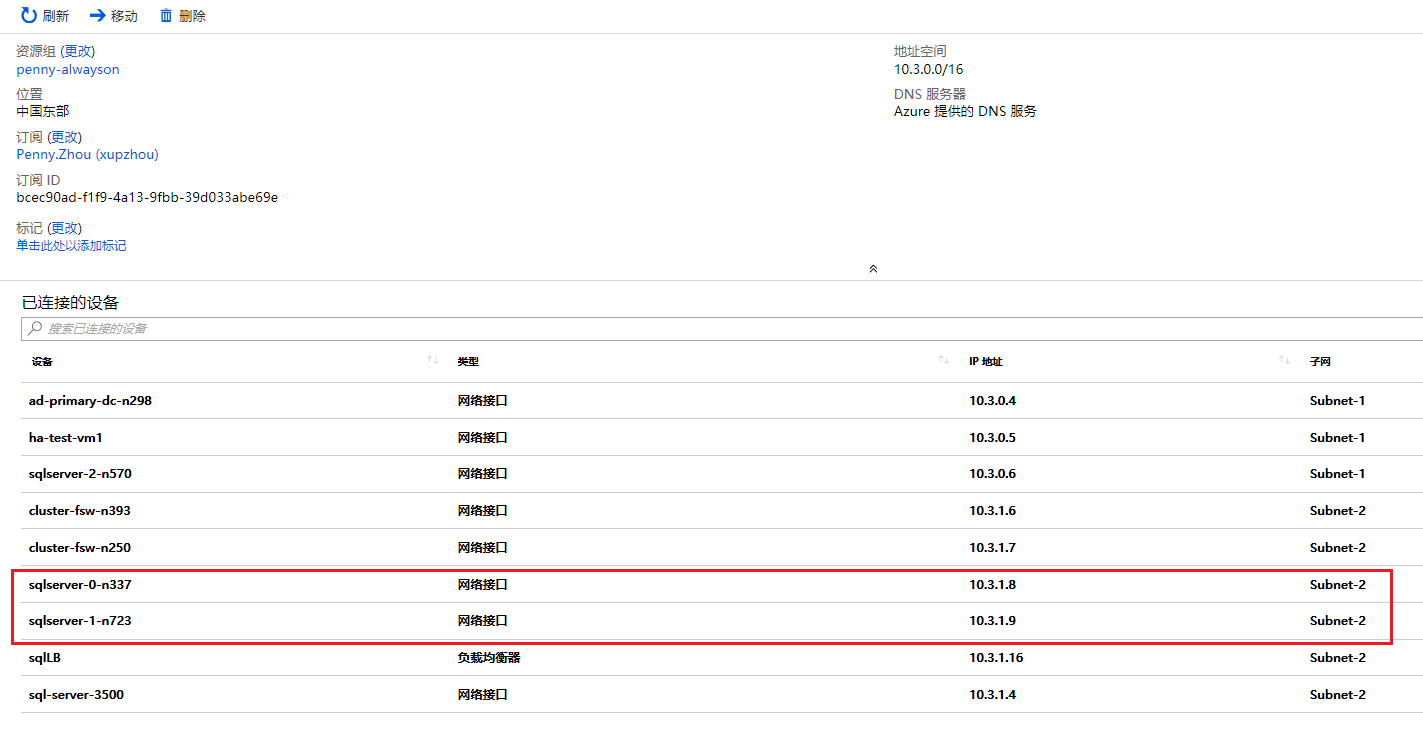 刷新 移动 删除
资源组 (更改)
penny-alwayson
位置
中国东部
订阅 (更改)
Penny.Zhou (xupzhou)
订阅 ID
bcec90ad-f1f9-4a13-9fbb-39d033abe69e
标记 (更改)
单击此处以添加标记
地址空间
10.3.0.0/16
DNS 服务器
Azure 提供的 DNS 服务
已连接的设备
搜索已连接的设备
设备 类型 IP 地址 子网
ad-primary-dc-n298 网络接口 10.3.0.4 Subnet-1
ha-test-vm1 网络接口 10.3.0.5 Subnet-1
sqlserver-2-n570 网络接口 10.3.0.6 Subnet-1
cluster-fsw-n393 网络接口 10.3.1.6 Subnet-2
cluster-fsw-n250 网络接口 10.3.1.7 Subnet-2
sqlserver-0-n337 网络接口 10.3.1.8 Subnet-2
sqlserver-1-n723 网络接口 10.3.1.9 Subnet-2
sqlLB 负载均衡器 10.3.1.16 Subnet-2
sql-server-3500 网络接口 10.3.1.4 Subnet-2